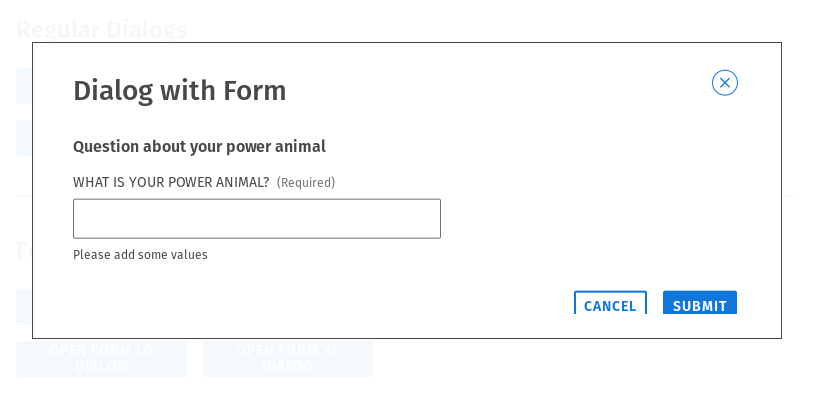 Regular Dialogs
Dialog with Form
Question about your power animal
WHAT IS YOUR POWER ANIMAL? (Required)
Please add some values
CANCEL SUBMIT
OPEN FORM LG OPEN FORM XL
DIALOG DIALOG